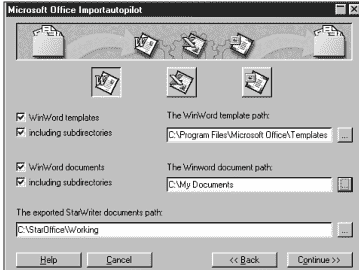 Microsoft Office Importautopilot
WinWord templates
including subdirectories
The WinWord template path:
C:\Program Files\Microsoft Office\Templates
...
WinWord documents
including subdirectories
The Winword document path:
C:\My Documents
...
The exported StarWriter documents path:
C:\StarOffice\Working
...
Help
Cancel
<< Back
Continue >>